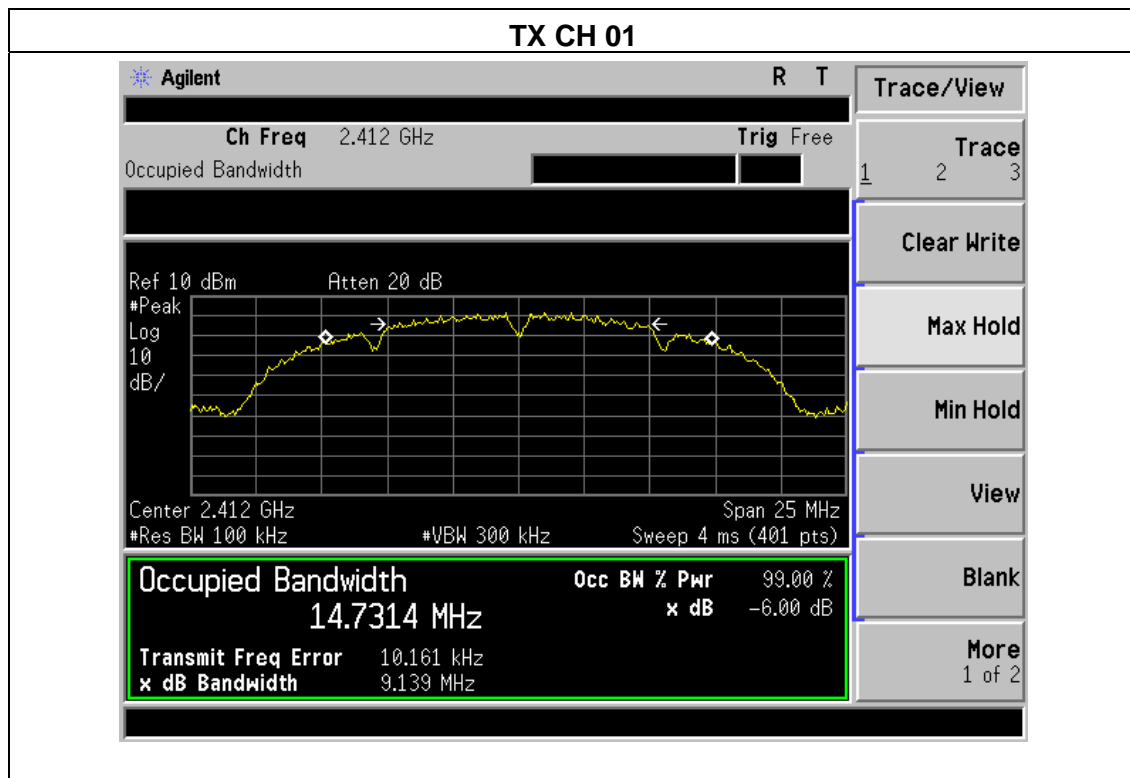 TX CH 01
Agilent R T
Trace/View
Ch Freq 2.412 GHz Trig Free
Occupied Bandwidth
Trace
1 2 3
Clear Write
Max Hold
Min Hold
View
Blank
More
1 of 2
Ref 10 dBm Atten 20 dB
#Peak
Log
10
dB/
Center 2.412 GHz Span 25 MHz
#Res BW 100 kHz #VBW 300 kHz Sweep 4 ms (401 pts)
Occupied Bandwidth Occ BW % Pwr 99.00 %
14.7314 MHz x dB -6.00 dB
Transmit Freq Error 10.161 kHz
x dB Bandwidth 9.139 MHz